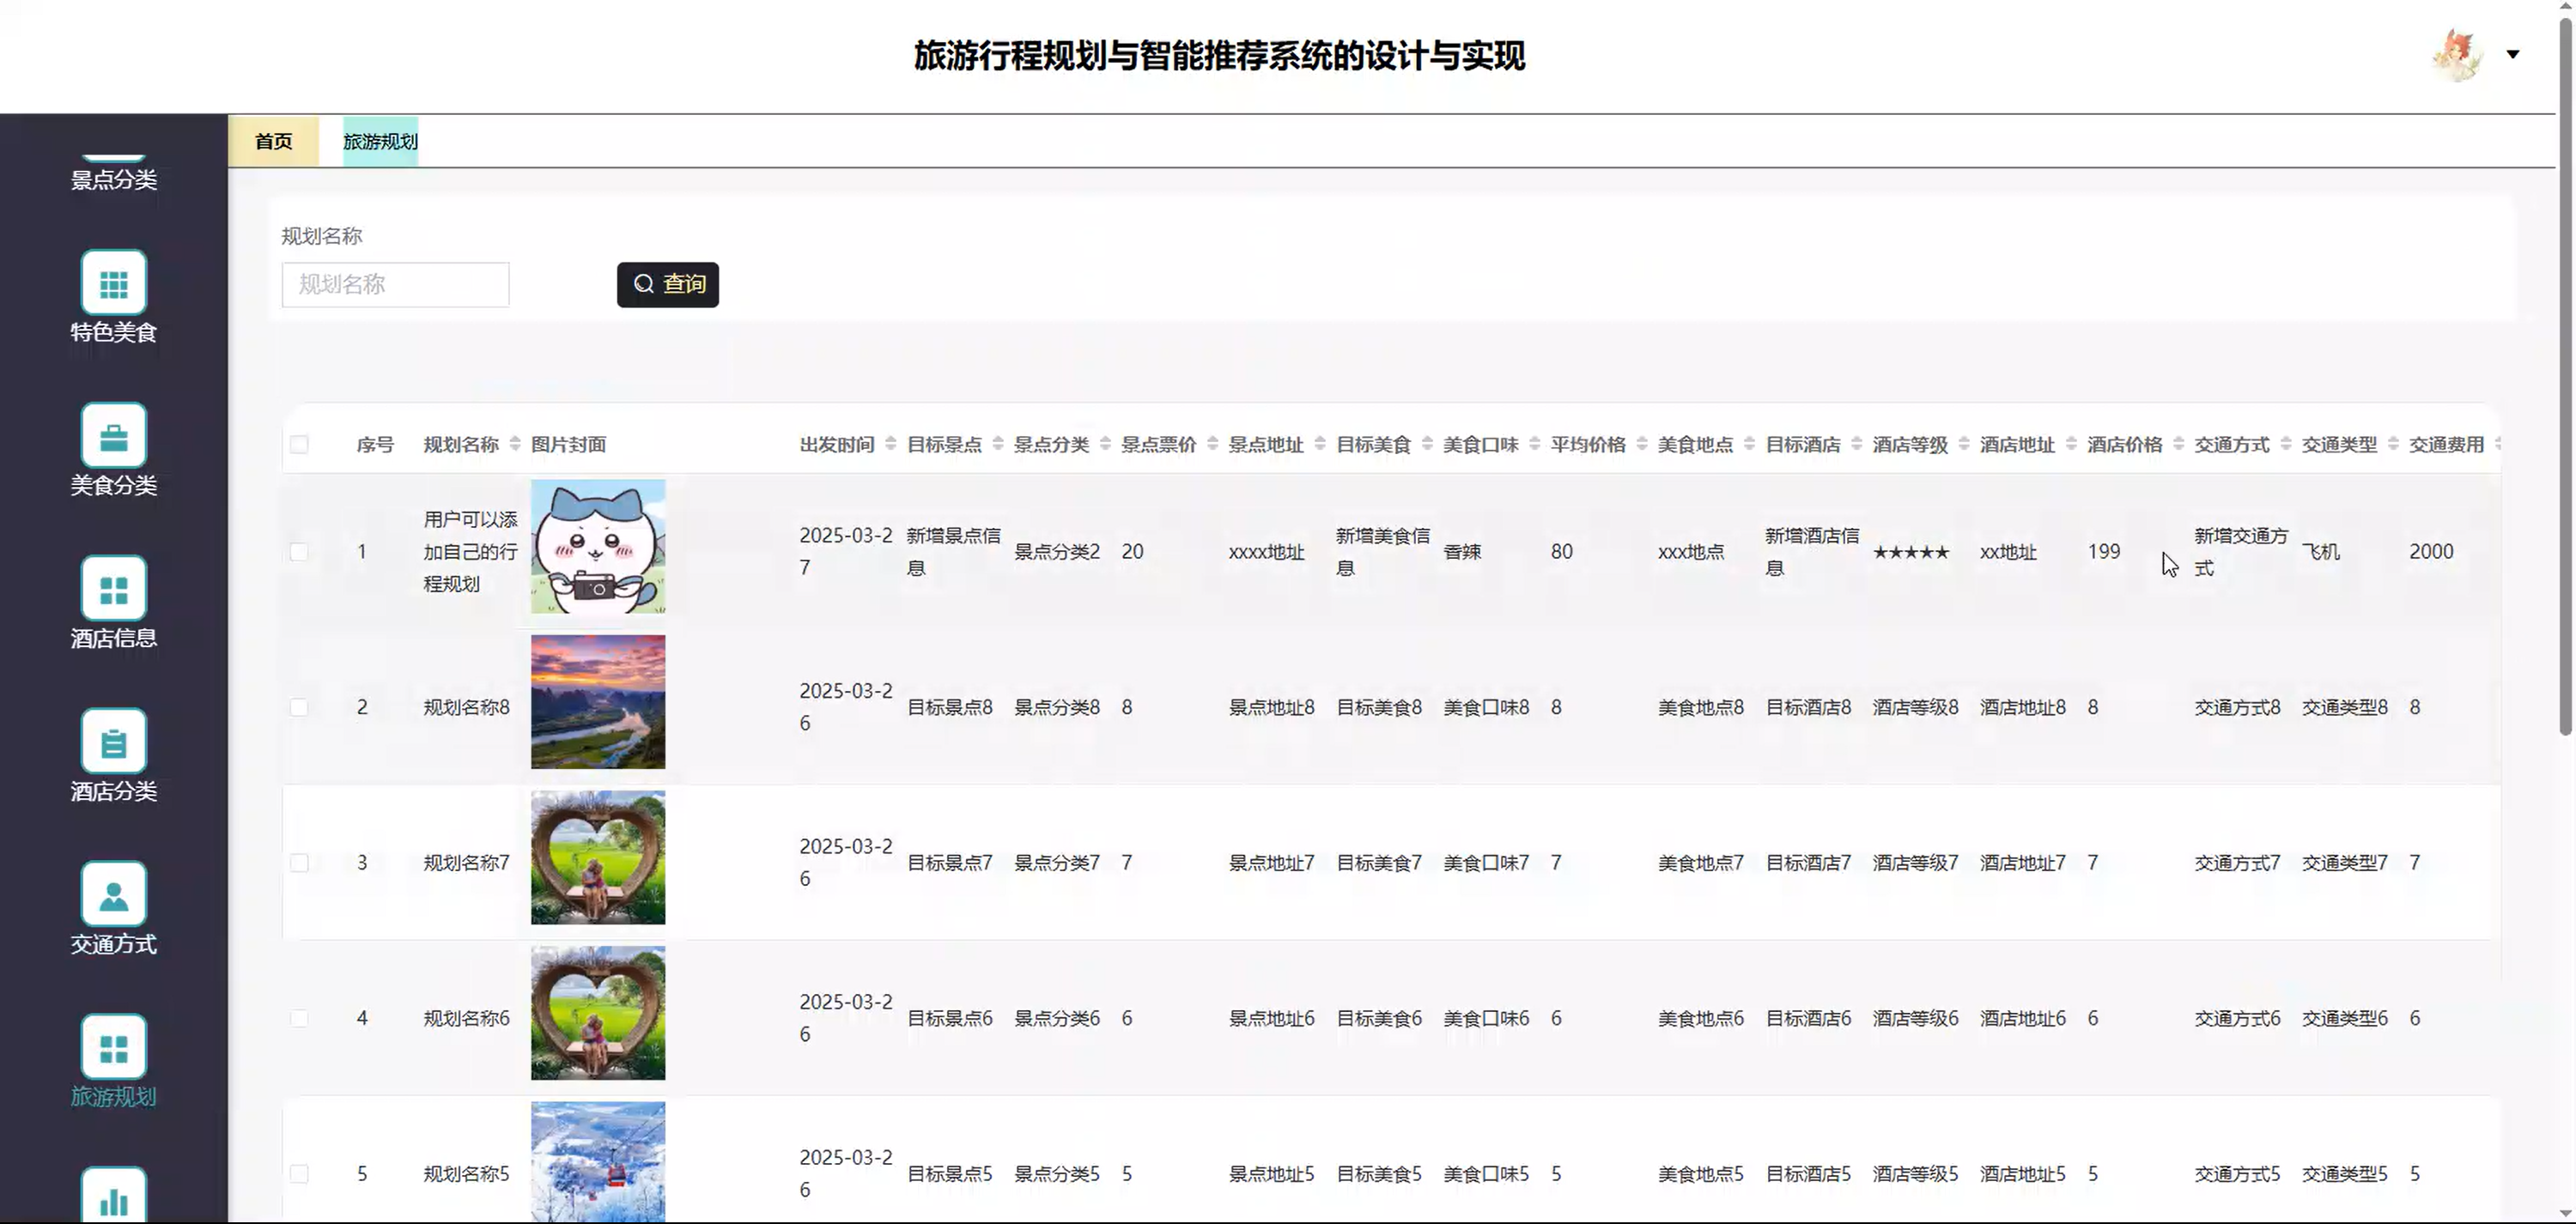 旅游行程规划与智能推荐系统的设计与实现
首页 旅游规划
景点分类
特色美食
美食分类
酒店信息
酒店分类
交通方式
旅游规划
规划名称
规划名称 查询
序号 规划名称 图片封面 出发时间 目标景点 景点分类 景点票价 景点地址 目标美食 美食口味 平均价格 美食地点 目标酒店 酒店等级 酒店地址 酒店价格 交通方式 交通类型 交通费用
1 用户可以添加自己的行程规划 2025-03-27 新增景点信息 景点分类2 20 xxxx地址 新增美食信息 香辣 80 xxx地点 新增酒店信息 ★★★★★ xx地址 199 新增交通方式 飞机 2000
2 规划名称8 2025-03-26 目标景点8 景点分类8 8 景点地址8 目标美食8 美食口味8 8 美食地点8 目标酒店8 酒店等级8 酒店地址8 8 交通方式8 交通类型8 8
3 规划名称7 2025-03-26 目标景点7 景点分类7 7 景点地址7 目标美食7 美食口味7 7 美食地点7 目标酒店7 酒店等级7 酒店地址7 7 交通方式7 交通类型7 7
4 规划名称6 2025-03-26 目标景点6 景点分类6 6 景点地址6 目标美食6 美食口味6 6 美食地点6 目标酒店6 酒店等级6 酒店地址6 6 交通方式6 交通类型6 6
5 规划名称5 2025-03-26 目标景点5 景点分类5 5 景点地址5 目标美食5 美食口味5 5 美食地点5 目标酒店5 酒店等级5 酒店地址5 5 交通方式5 交通类型5 5